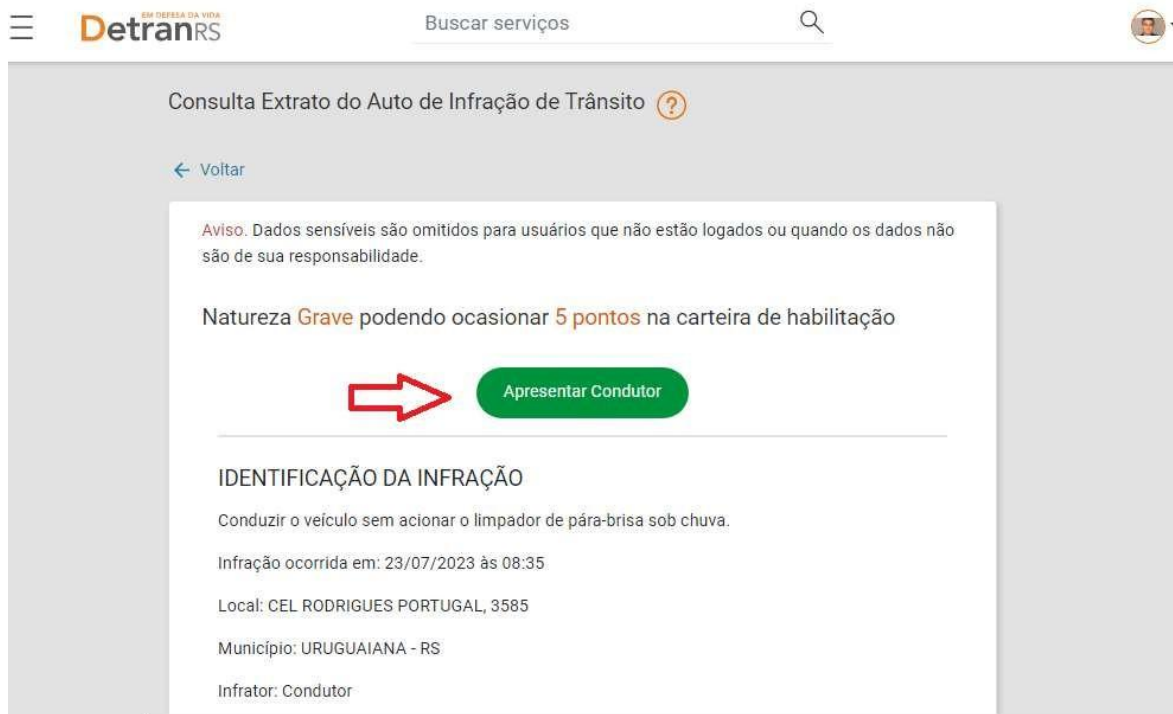 EM DEFESA DA VIDA
DetranRS
Buscar serviços
Consulta Extrato do Auto de Infração de Trânsito ?
← Voltar
Aviso. Dados sensíveis são omitidos para usuários que não estão logados ou quando os dados não
são de sua responsabilidade.
Natureza Grave podendo ocasionar 5 pontos na carteira de habilitação
Apresentar Condutor
IDENTIFICAÇÃO DA INFRAÇÃO
Conduzir o veículo sem acionar o limpador de pára-brisa sob chuva.
Infração ocorrida em: 23/07/2023 às 08:35
Local: CEL RODRIGUES PORTUGAL, 3585
Município: URUGUAIANA - RS
Infrator: Condutor